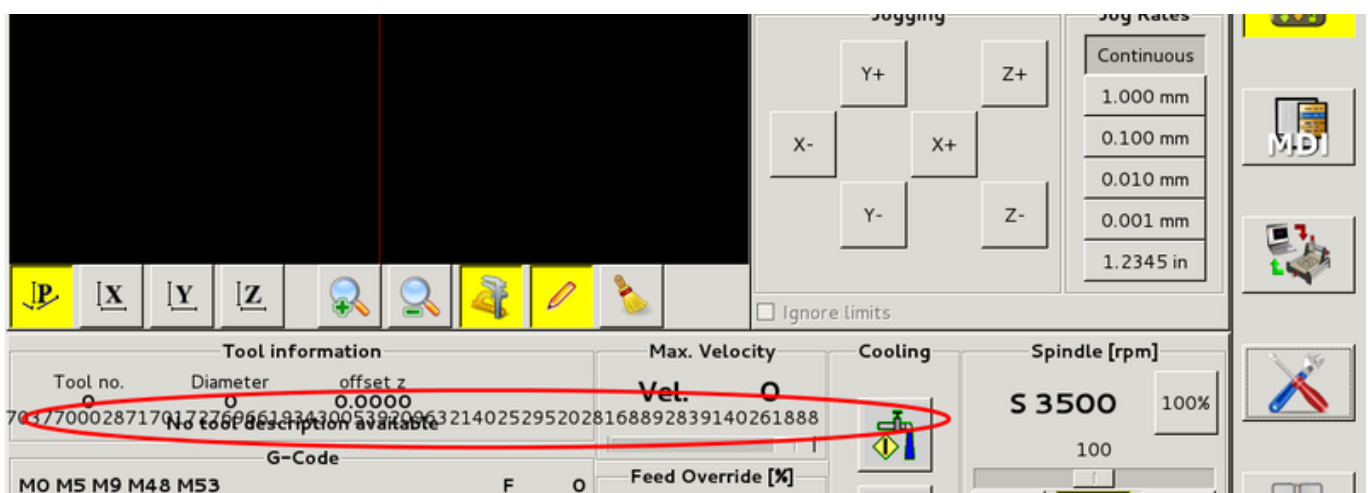 Jogging
Jog Rates
Y+
Z+
X-
X+
Y-
Z-
Continuous
1.000 mm
0.100 mm
0.010 mm
0.001 mm
1.2345 in
MDI
P
X
Y
Z
Ignore limits
Tool information
Tool no.
Diameter
offset z
0
0
0.0000
No tool description available
Max. Velocity
Vel. 0
Cooling
Spindle [rpm]
S 3500
100%
100
G-Code
M0 M5 M9 M48 M53
F 0
Feed Override [%]